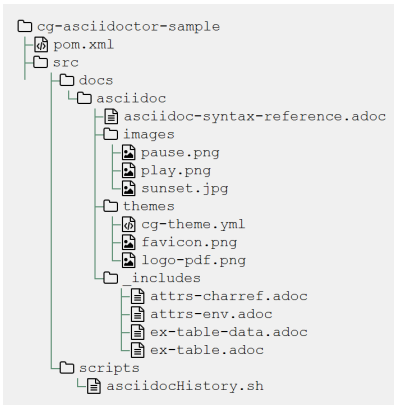 cg-asciidoctor-sample
pom.xml
src
docs
asciidoc
asciidoc-syntax-reference.adoc
images
pause.png
play.png
sunset.jpg
themes
cg-theme.yml
favicon.png
logo-pdf.png
_includes
attrs-charref.adoc
attrs-env.adoc
ex-table-data.adoc
ex-table.adoc
scripts
asciidocHistory.sh